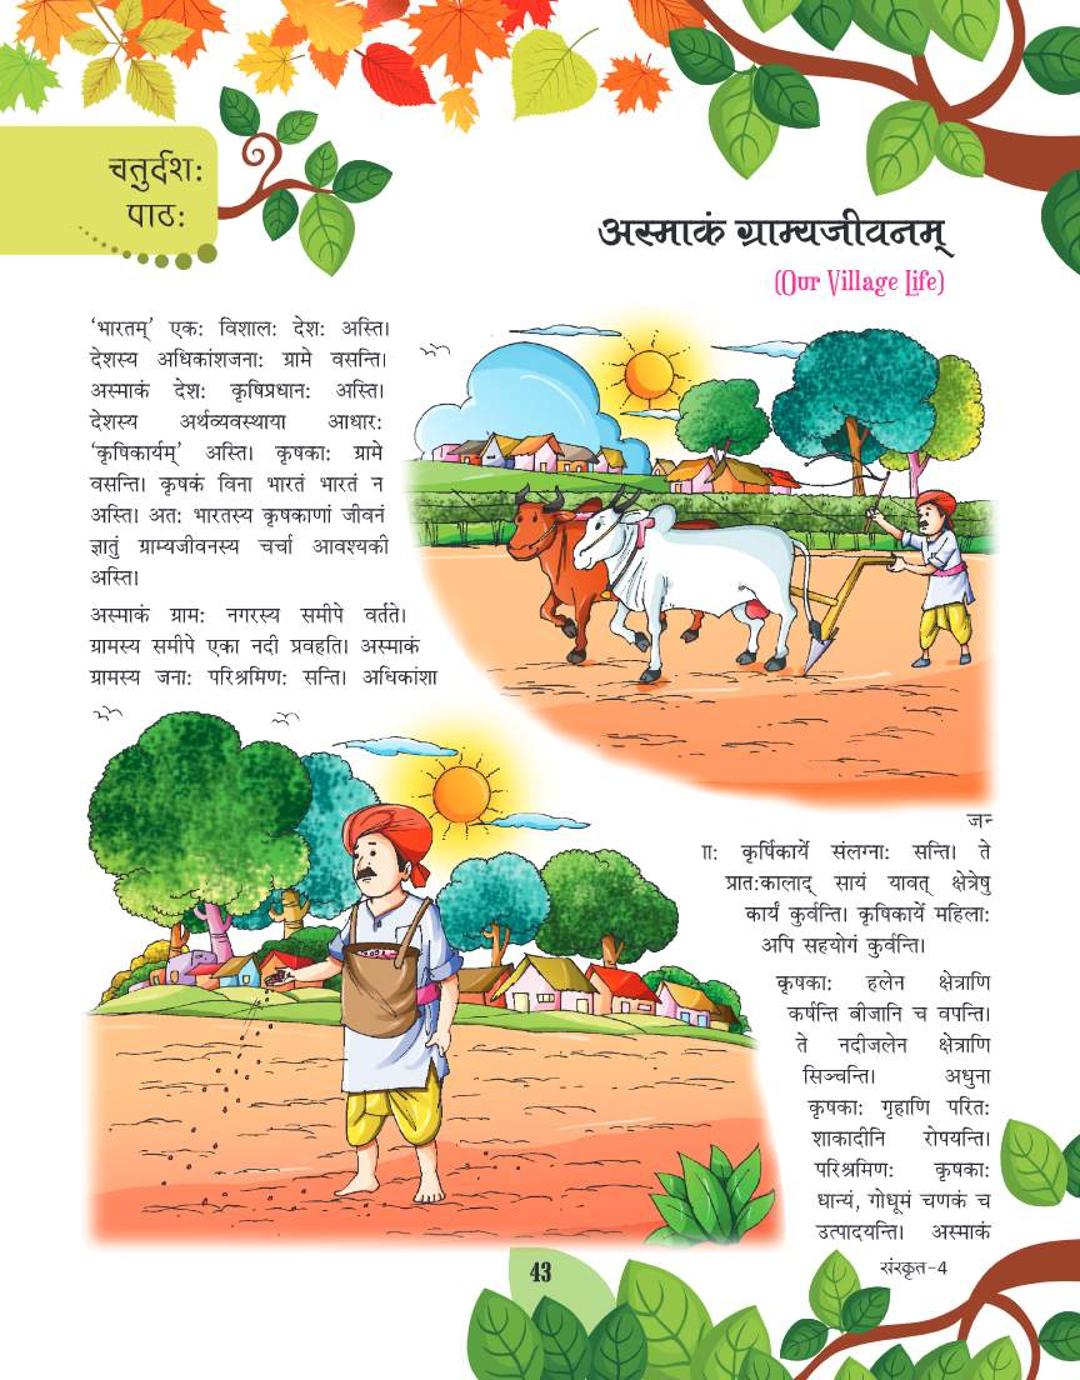 चतुर्दशः
पाठः
अस्माकं ग्राम्यजीवनम्
(Our Village Life)
‘भारतम्’ एकः विशालः देशः अस्ति।
देशस्य अधिकांशजनाः ग्रामे वसन्ति।
अस्माकं देशः कृषिप्रधानः अस्ति।
देशस्य अर्थव्यवस्थाया आधारः
‘कृषिकार्यम्’ अस्ति। कृषकाः ग्रामे
वसन्ति। कृषकं विना भारतं भारतं न
अस्ति। अतः भारतस्य कृषकाणां जीवनं
ज्ञातुं ग्राम्यजीवनस्य चर्चा आवश्यकी
अस्ति।
अस्माकं ग्रामः नगरस्य समीपे वर्तते।
ग्रामस्य समीपे एका नदी प्रवहति। अस्माकं
ग्रामस्य जनाः परिश्रमिणः सन्ति। अधिकांशा
जन
ाः कृषिकार्ये संलग्नाः सन्ति। ते
प्रातःकालाद् सायं यावत् क्षेत्रेषु
कार्यं कुर्वन्ति। कृषिकार्ये महिलाः
अपि सहयोगं कुर्वन्ति।
कृषकाः हलेन क्षेत्राणि
कर्षन्ति बीजानि च वपन्ति।
ते नदीजलेन क्षेत्राणि
सिञ्चन्ति। अधुना
कृषकाः गृहाणि परितः
शाकादीनि रोपयन्ति।
परिश्रमिणः कृषकाः
धान्यं, गोधूमं चणकं च
उत्पादयन्ति। अस्माकं
43
संस्कृत-4